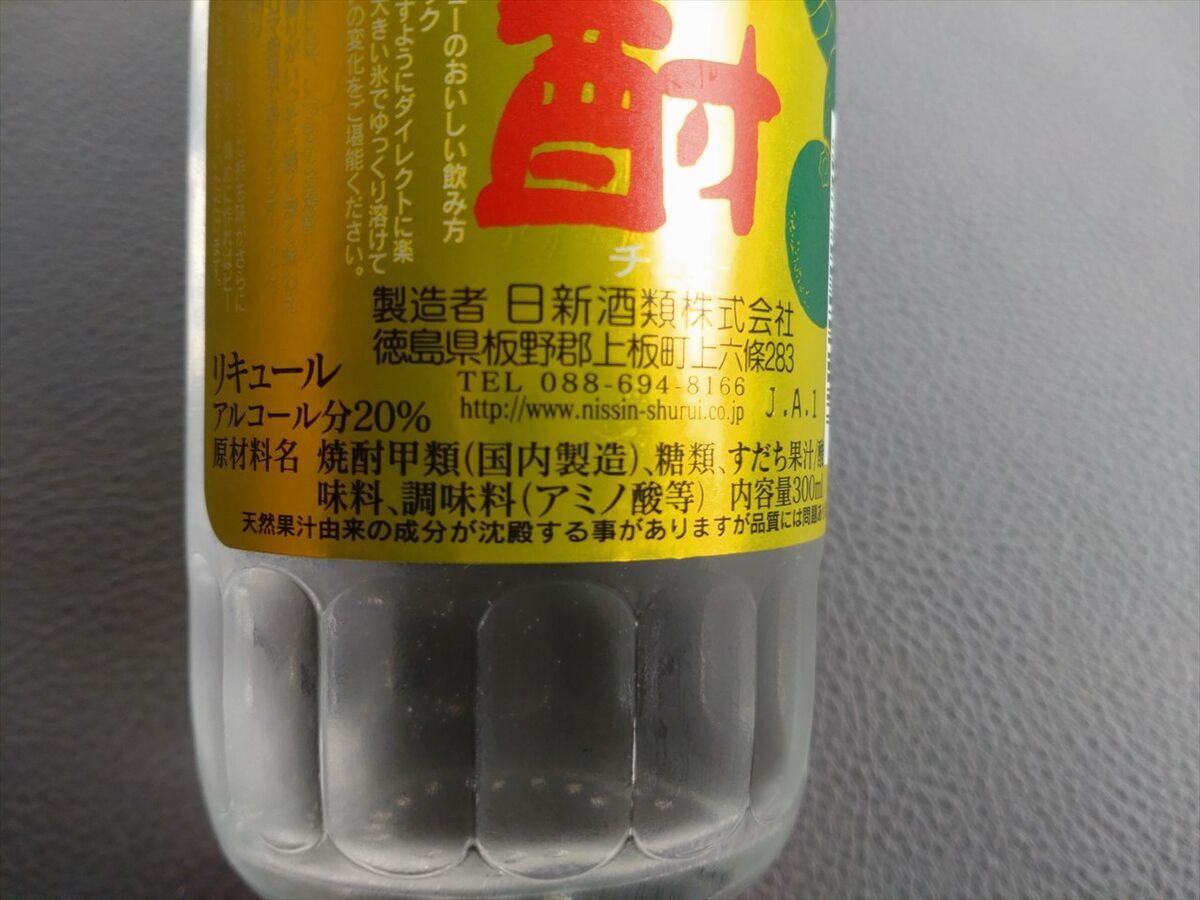 ューのおいしい飲み方
ック
すようにダイレクトに楽
大きい氷でゆっくり溶けて
の変化をご堪能ください。
酎
チュー
製造者 日新酒類株式会社
徳島県板野郡上板町上六條283
TEL 088-694-8166
http://www.nissin-shurui.co.jp
J.A.1
リキュール
アルコール分20%
原材料名 焼酎甲類(国内製造)、糖類、すだち果汁/酸
味料、調味料(アミノ酸等) 内容量300ml
天然果汁由来の成分が沈殿する事がありますが品質には問題あ